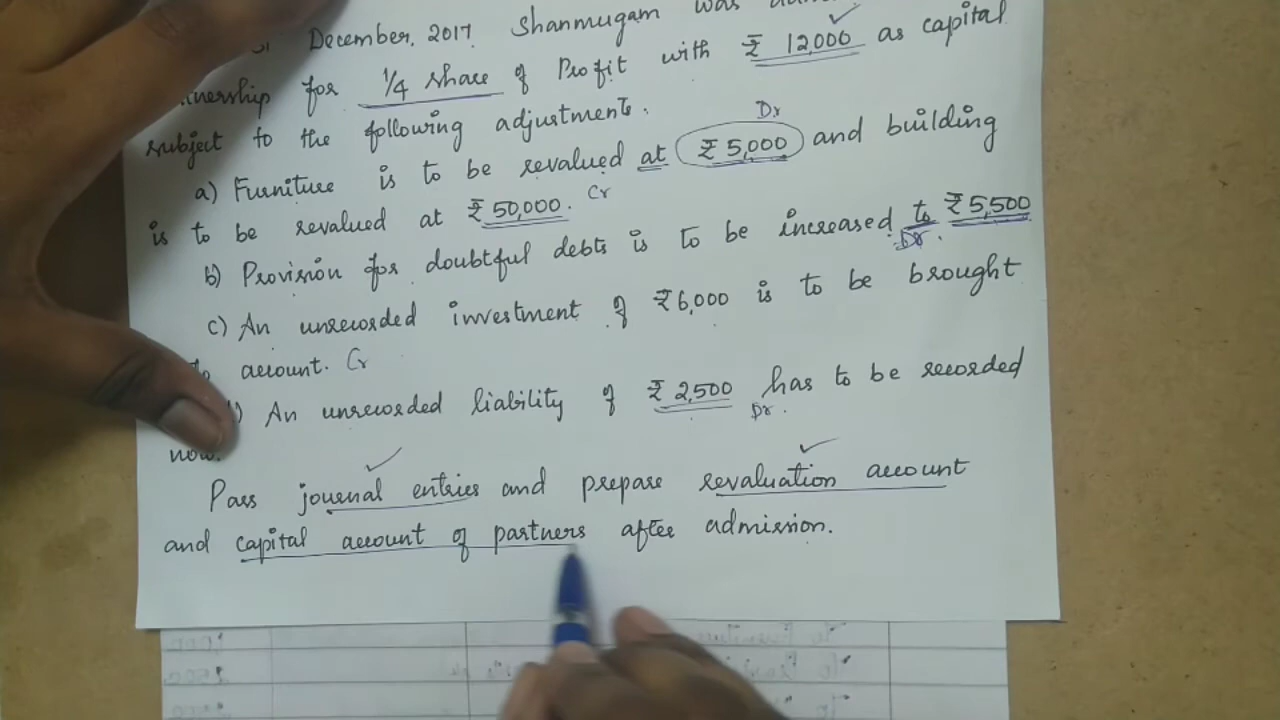 December, 2017 Shanmugam was
for 1/4 share of Profit with ₹ 12,000 as capital
subject to the following adjustments.
Dr
a) Furniture is to be revalued at ₹ 5,000 and building
is to be revalued at ₹ 50,000. Cr
b) Provision for doubtful debts is to be increased to ₹ 5,500
Dr.
c) An unrecorded investment of ₹ 6,000 is to be brought
account. Cr
An unrecorded liability of ₹ 2,500 has to be recorded
Dr.
now.
Pass journal entries and prepare revaluation account
and capital account of partners after admission.